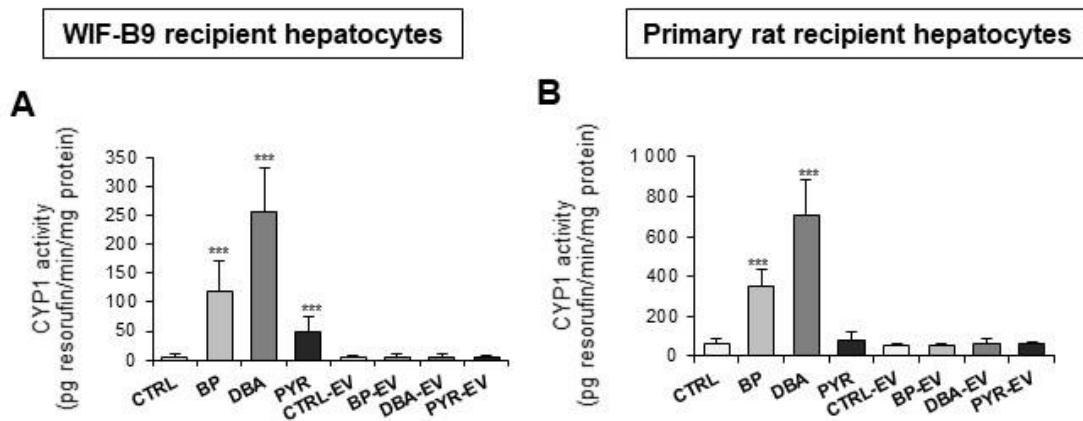 WIF-B9 recipient hepatocytes
Primary rat recipient hepatocytes
A
CYP1 activity
(pg resorufin/min/mg protein)
350
300
250
200
150
100
50
0
***
***
***
CTRL
BP
DBA
PYR
CTRL-EV
BP-EV
DBA-EV
PYR-EV
B
CYP1 activity
(pg resorufin/min/mg protein)
1 000
800
600
400
200
0
***
***
CTRL
BP
DBA
PYR
CTRL-EV
BP-EV
DBA-EV
PYR-EV